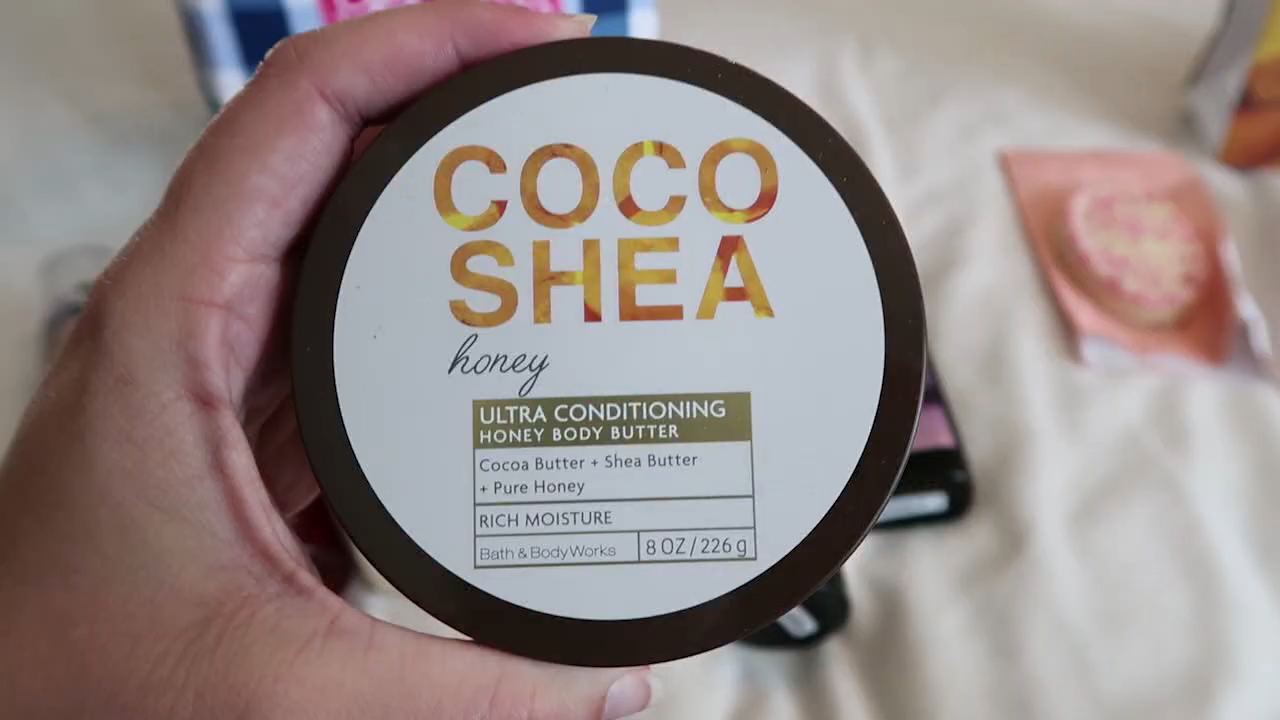 COCO
SHEA
honey
ULTRA CONDITIONING
HONEY BODY BUTTER
Cocoa Butter + Shea Butter
+ Pure Honey
RICH MOISTURE
Bath & Body Works
8 OZ / 226 g